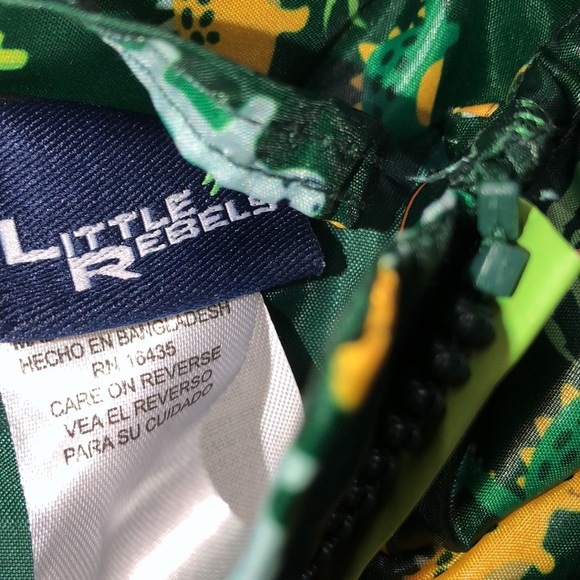 LITTLE
REBELS
HECHO EN BANGLADESH
RN 16435
CARE ON REVERSE
VEA EL REVERSO
PARA SU CUIDADO